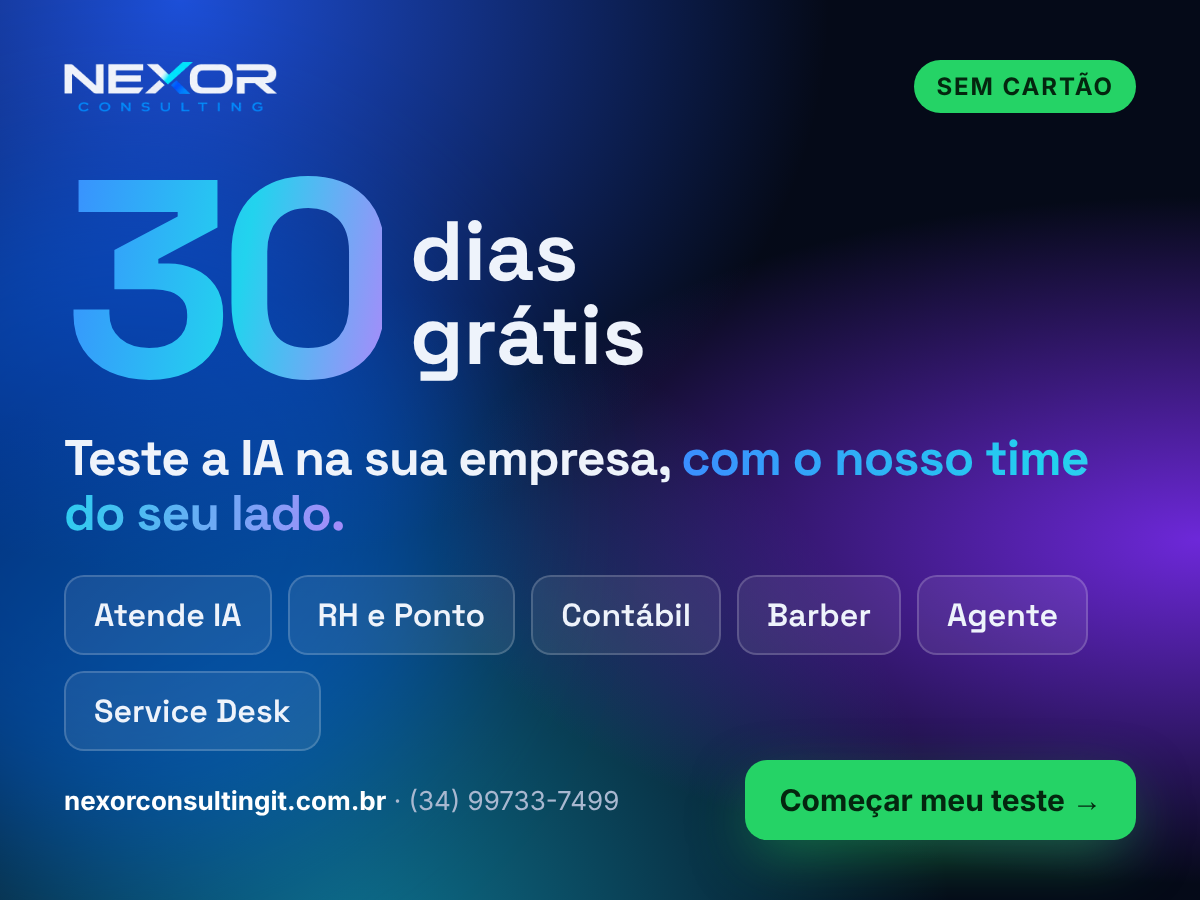 NEXOR
CONSULTING
SEM CARTÃO
30
dias
grátis
Teste a IA na sua empresa, com o nosso time
do seu lado.
Atende IA
RH e Ponto
Contábil
Barber
Agente
Service Desk
nexorconsultingit.com.br · (34) 99733-7499
Começar meu teste →